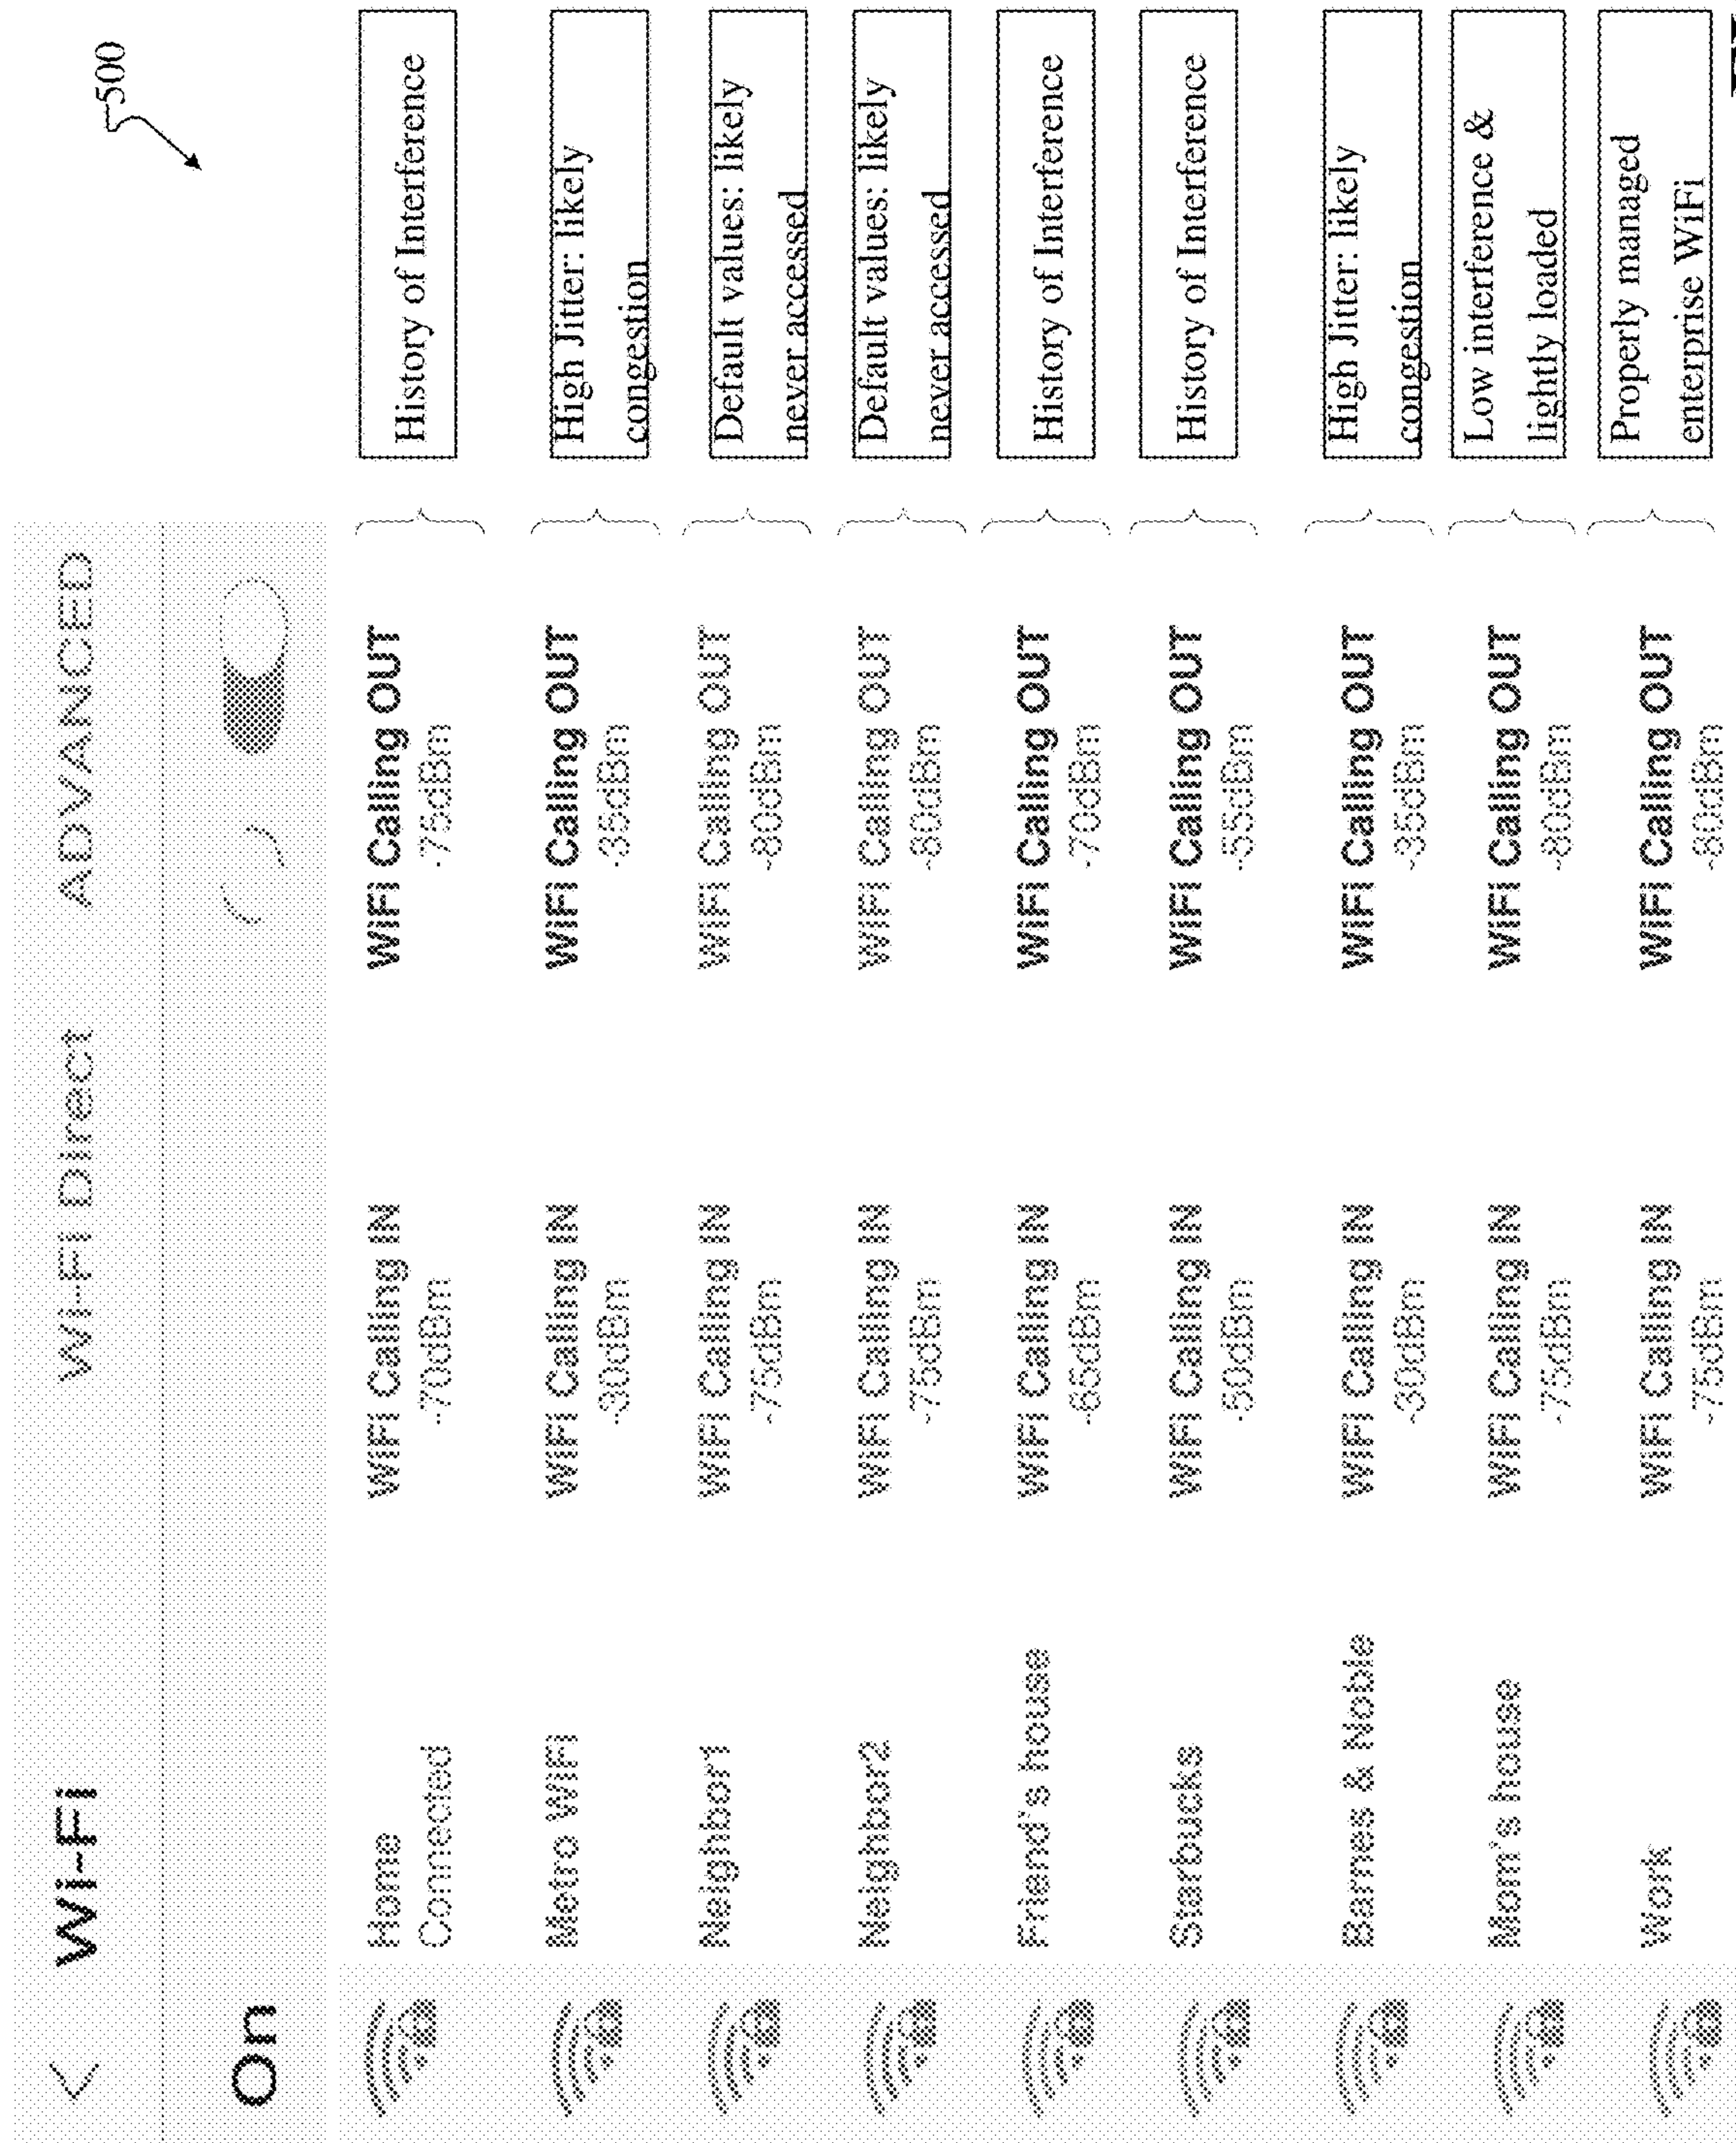 500
< Wi-Fi Wi-Fi Direct ADVANCED
On
Home WiFi Calling IN WiFi Calling OUT History of Interference
Connected -70dBm -75dBm
Metro WiFi WiFi Calling IN WiFi Calling OUT High Jitter: likely
-30dBm -35dBm congestion
Neighbor1 WiFi Calling IN WiFi Calling OUT Default values: likely
-75dBm -80dBm never accessed
Neighbor2 WiFi Calling IN WiFi Calling OUT Default values: likely
-75dBm -80dBm never accessed
Friend's house WiFi Calling IN WiFi Calling OUT History of Interference
-65dBm -70dBm
Starbucks WiFi Calling IN WiFi Calling OUT History of Interference
-50dBm -55dBm
Barnes & Noble WiFi Calling IN WiFi Calling OUT High Jitter: likely
-30dBm -35dBm congestion
Mom's house WiFi Calling IN WiFi Calling OUT Low interference &
-75dBm -80dBm lightly loaded
Work WiFi Calling IN WiFi Calling OUT Properly managed
-75dBm -80dBm enterprise WiFi